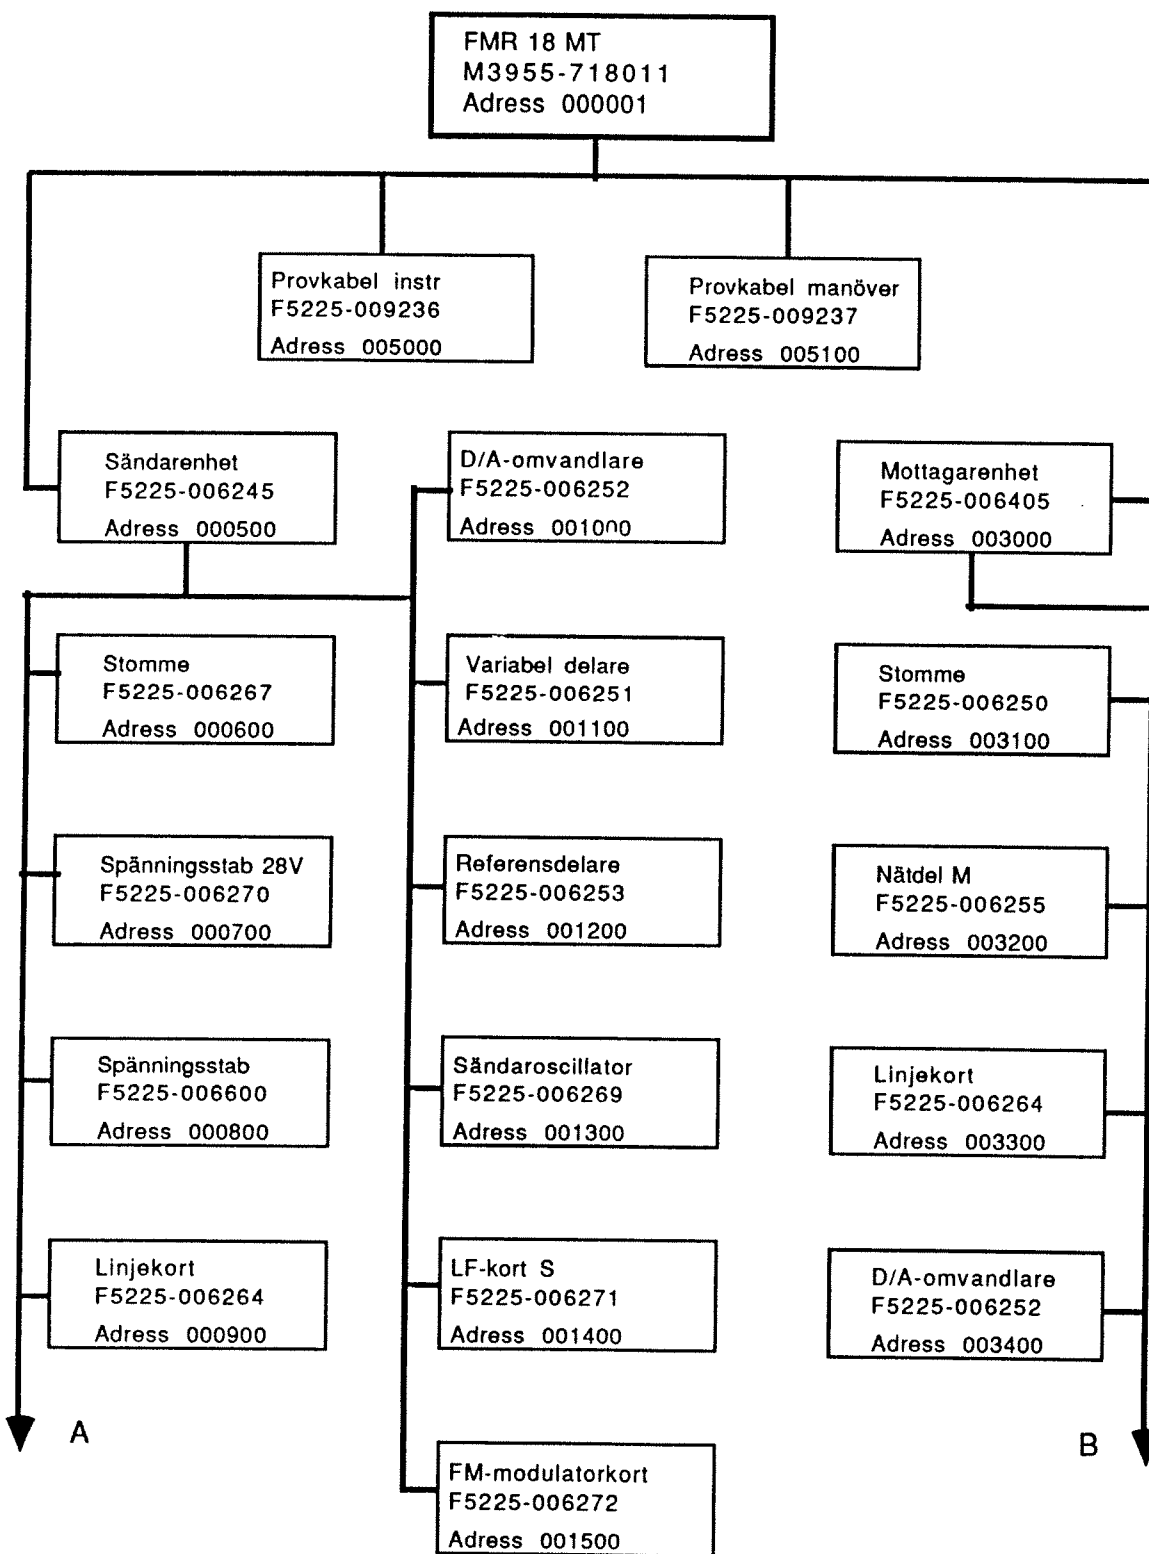 FMR 18 MT
M3955-718011
Adress 000001
Provkabel instr
F5225-009236
Adress 005000
Provkabel manöver
F5225-009237
Adress 005100
Sändarenhet
F5225-006245
Adress 000500
D/A-omvandlare
F5225-006252
Adress 001000
Mottagarenhet
F5225-006405
Adress 003000
Stomme
F5225-006267
Adress 000600
Variabel delare
F5225-006251
Adress 001100
Stomme
F5225-006250
Adress 003100
Spänningsstab 28V
F5225-006270
Adress 000700
Referensdelare
F5225-006253
Adress 001200
Nätdel M
F5225-006255
Adress 003200
Spänningsstab
F5225-006600
Adress 000800
Sändaroscillator
F5225-006269
Adress 001300
Linjekort
F5225-006264
Adress 003300
Linjekort
F5225-006264
Adress 000900
LF-kort S
F5225-006271
Adress 001400
D/A-omvandlare
F5225-006252
Adress 003400
A
B
FM-modulatorkort
F5225-006272
Adress 001500